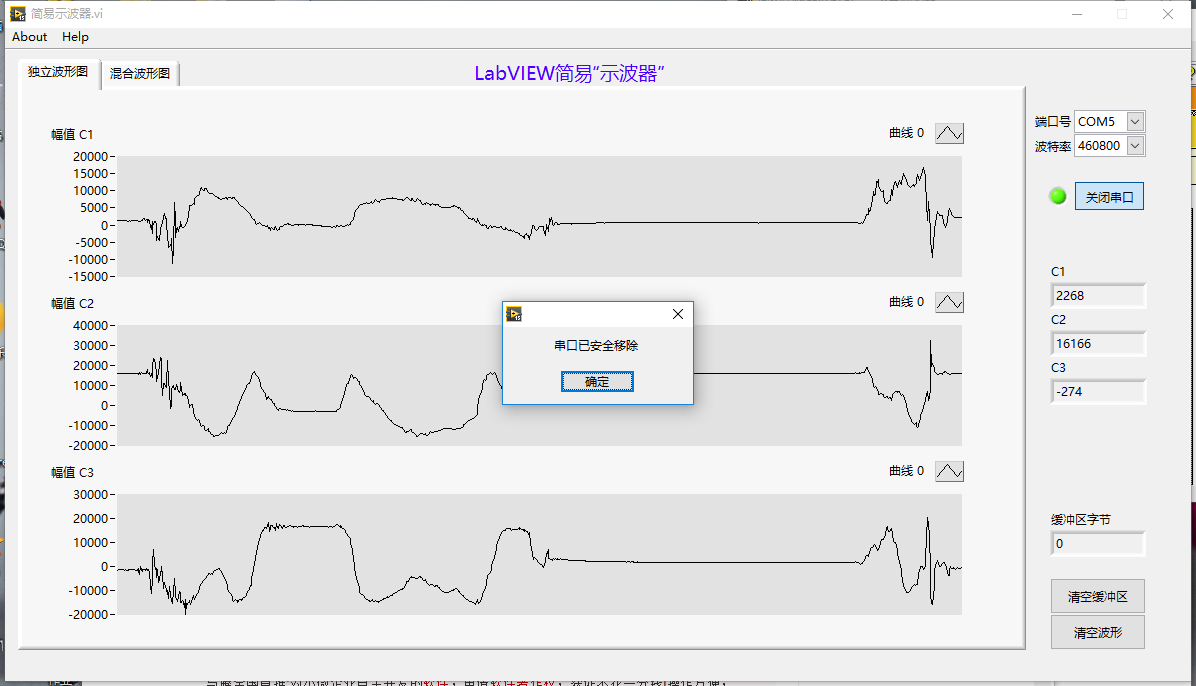 简易示波器.vi
About Help
独立波形图 混合波形图
LabVIEW简易“示波器”
幅值 C1
曲线 0
20000
15000
10000
5000
0
-5000
-10000
-15000
幅值 C2
曲线 0
40000
30000
20000
10000
0
-10000
-20000
幅值 C3
曲线 0
30000
20000
10000
0
-10000
-20000
串口已安全移除
确定
端口号 COM5
波特率 460800
关闭串口
C1
2268
C2
16166
C3
-274
缓冲区字节
0
清空缓冲区
清空波形